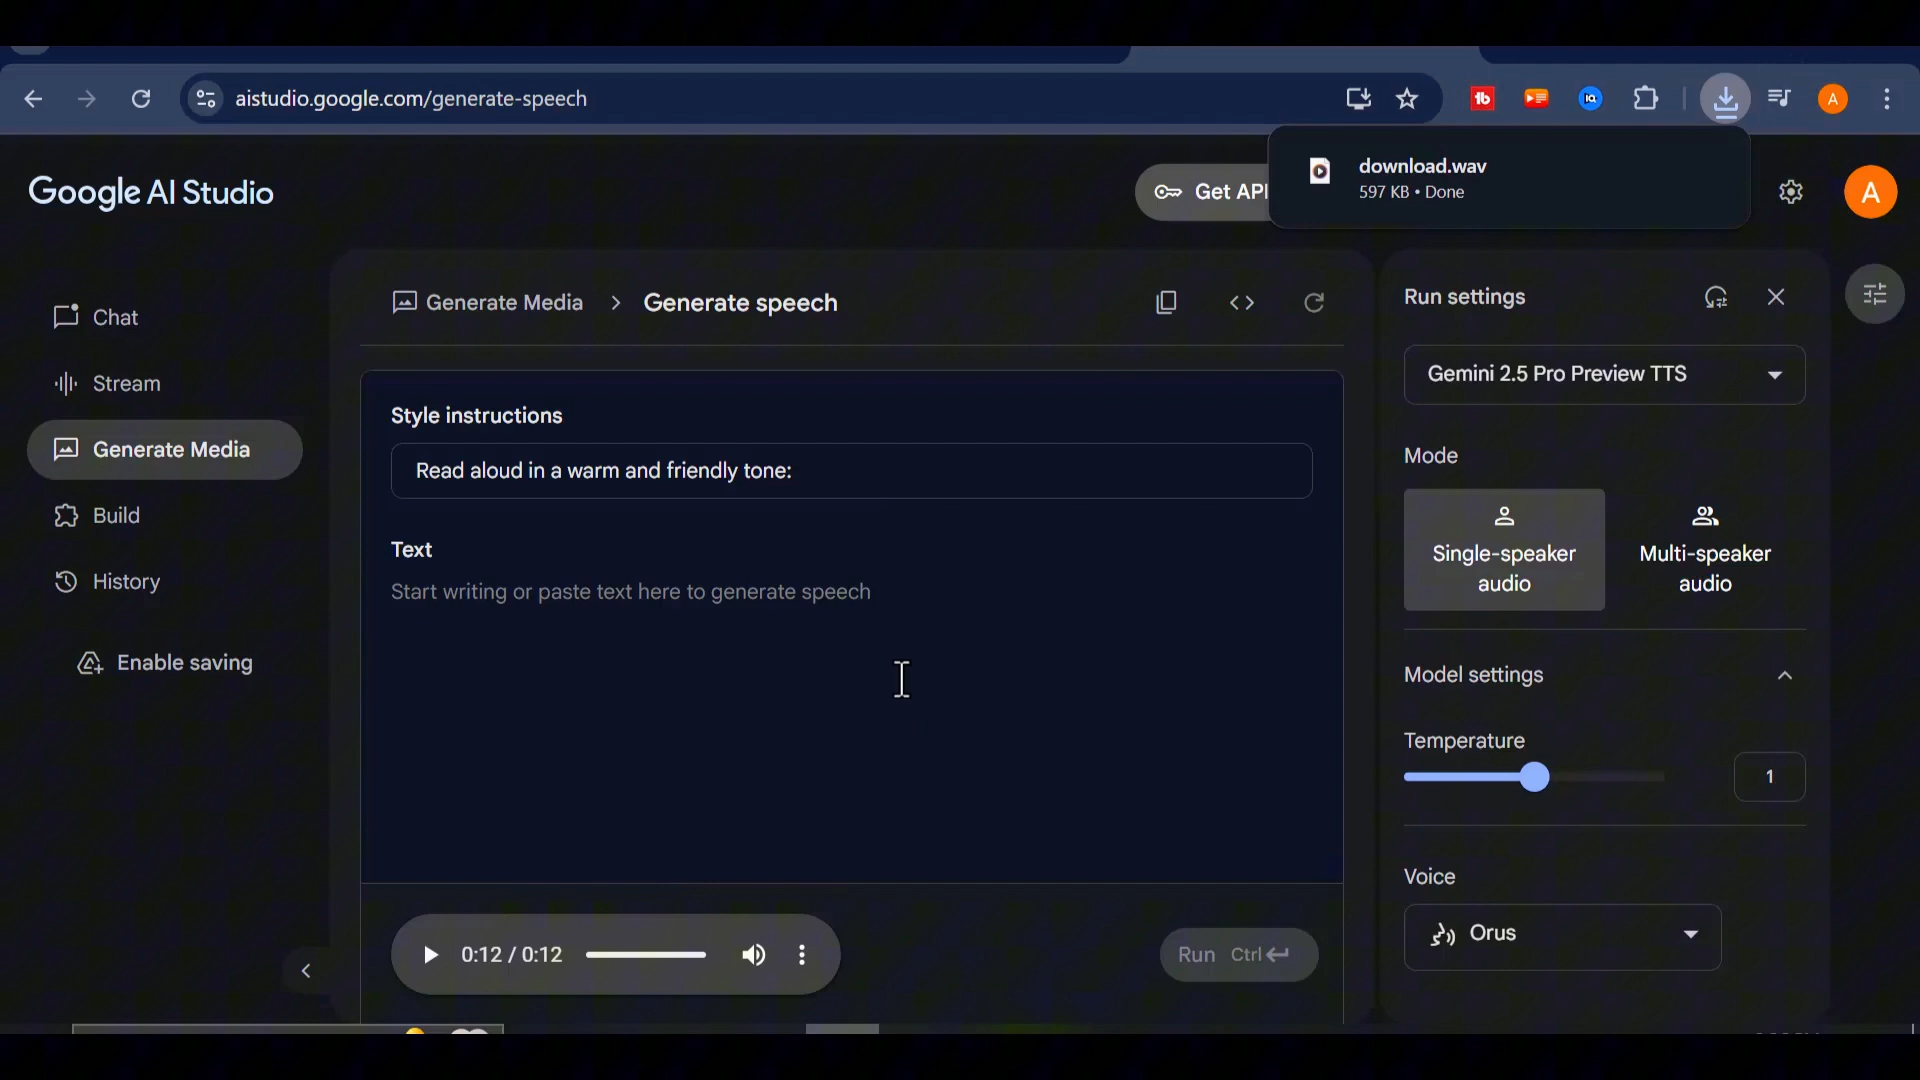 aistudio.google.com/generate-speech
A
download.wav
597 KB • Done
Google AI Studio
Get API
A
Chat
Stream
Generate Media
Build
History
Enable saving
Generate Media > Generate speech
Style instructions
Read aloud in a warm and friendly tone:
Text
Start writing or paste text here to generate speech
0:12 / 0:12
Run Ctrl
Run settings
Gemini 2.5 Pro Preview TTS
Mode
Single-speaker audio
Multi-speaker audio
Model settings
Temperature
1
Voice
Orus